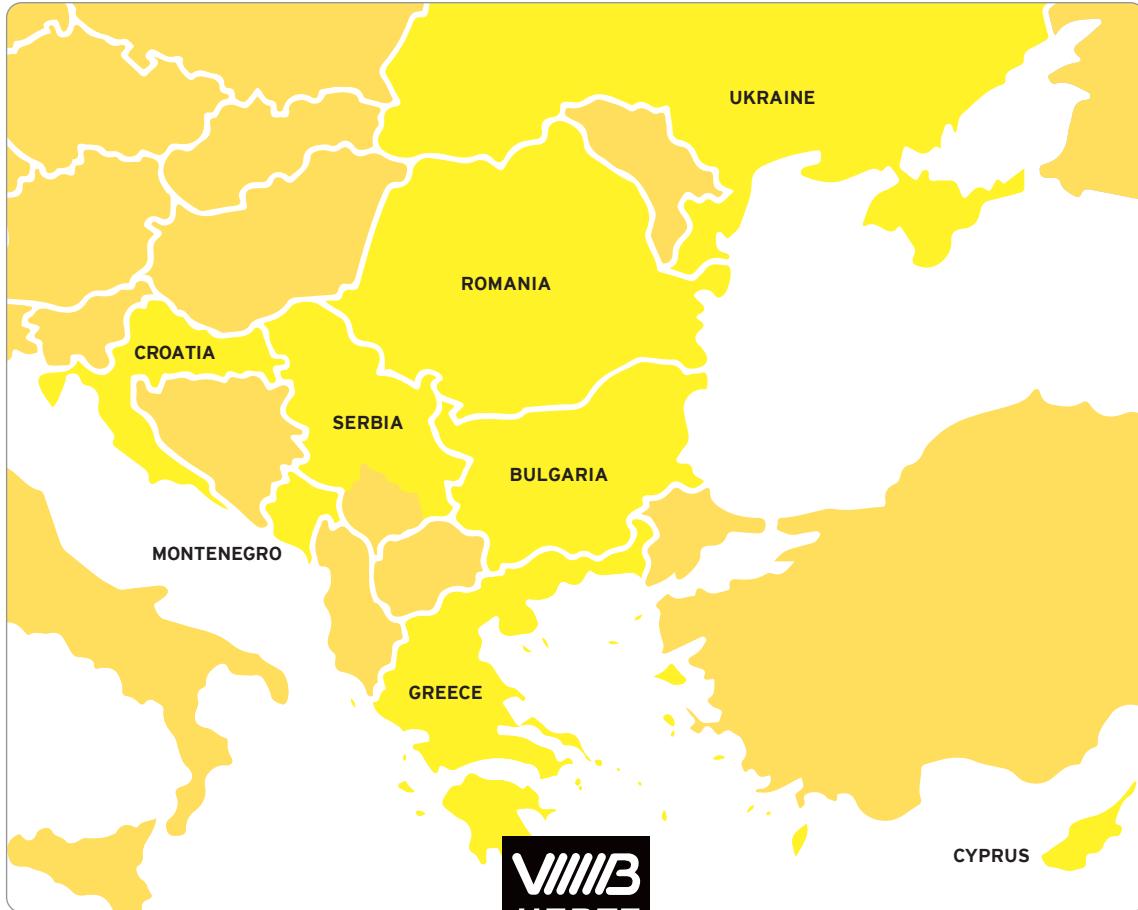 UKRAINE
ROMANIA
CROATIA
SERBIA
BULGARIA
MONTENEGRO
GREECE
CYPRUS